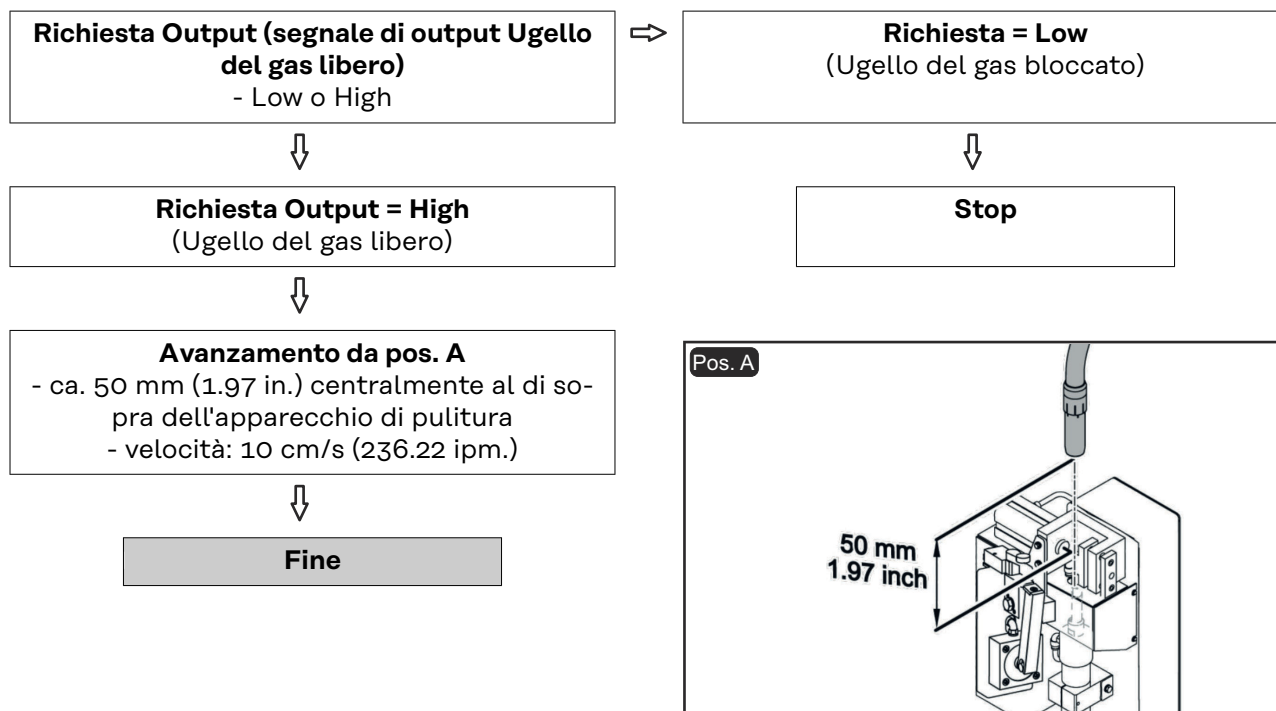 Richiesta Output (segnale di output Ugello
del gas libero)
- Low o High
Richiesta = Low
(Ugello del gas bloccato)
Richiesta Output = High
(Ugello del gas libero)
Stop
Avanzamento da pos. A
- ca. 50 mm (1.97 in.) centralmente al di so-
pra dell'apparecchio di pulitura
- velocità: 10 cm/s (236.22 ipm.)
Fine
Pos. A
50 mm
1.97 inch